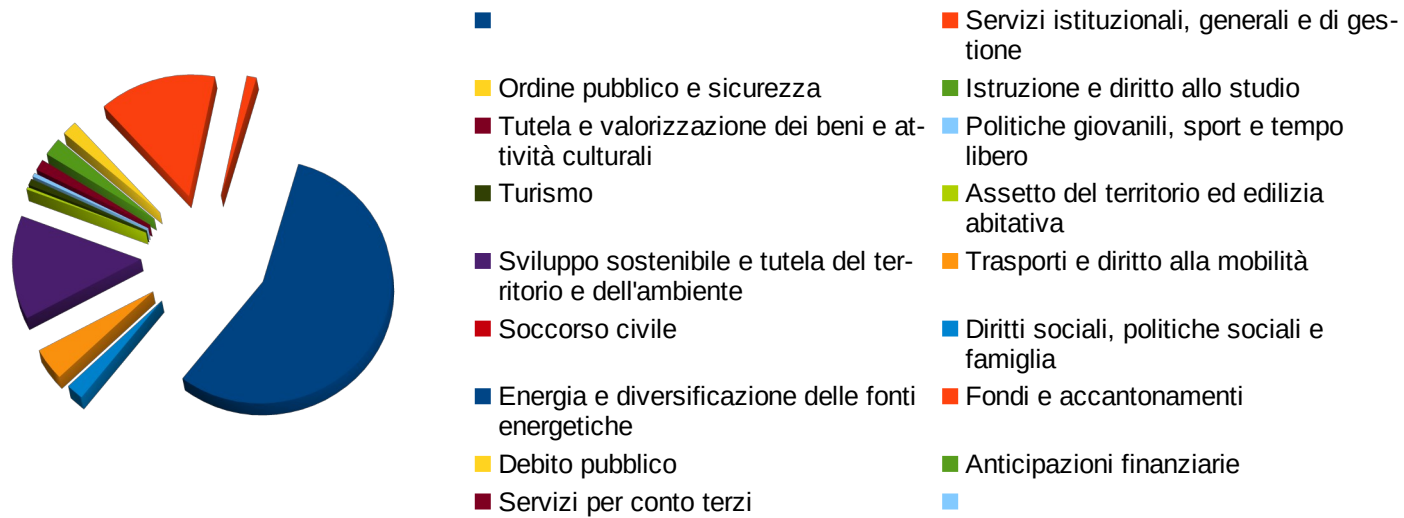 Servizi istituzionali, generali e di ges-
tione
Ordine pubblico e sicurezza
Istruzione e diritto allo studio
Tutela e valorizzazione dei beni e at-
tività culturali
Politiche giovanili, sport e tempo
libero
Turismo
Assetto del territorio ed edilizia
abitativa
Sviluppo sostenibile e tutela del ter-
ritorio e dell'ambiente
Trasporti e diritto alla mobilità
Soccorso civile
Diritti sociali, politiche sociali e
famiglia
Energia e diversificazione delle fonti
energetiche
Fondi e accantonamenti
Debito pubblico
Anticipazioni finanziarie
Servizi per conto terzi